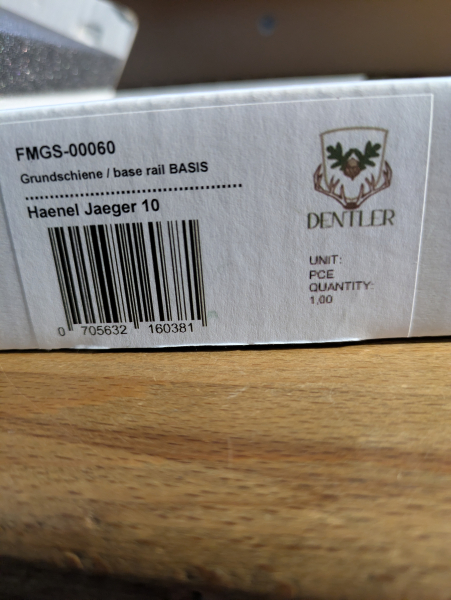 FMGS-00060
Grundschiene / base rail BASIS
Haenel Jaeger 10
0 705632 160381
DENTLER
UNIT:
PCE
QUANTITY:
1,00